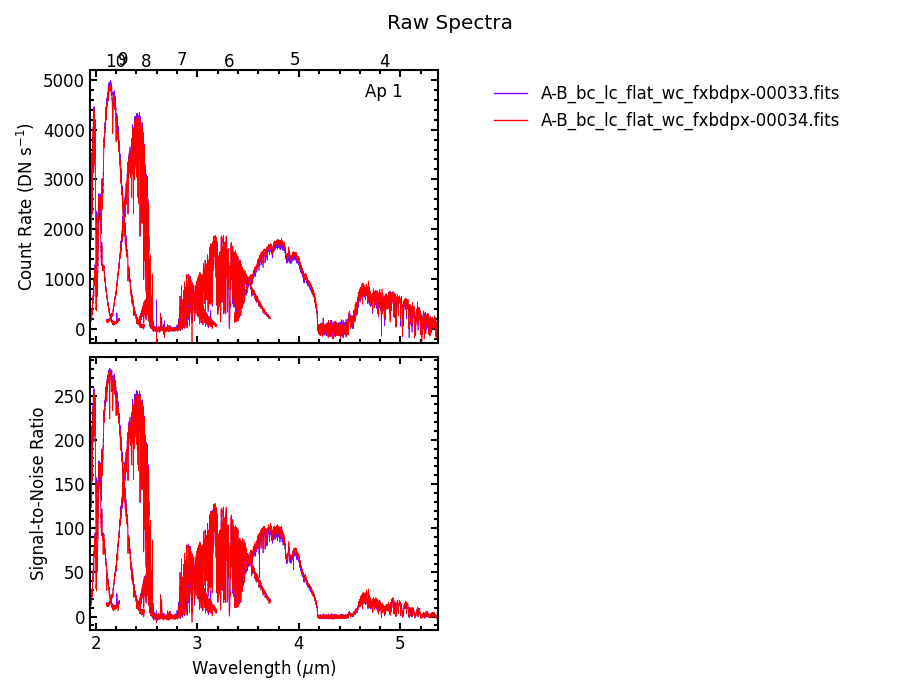 Raw Spectra
10 9 8 7 6 5 4
Ap 1
A-B_bc_lc_flat_wc_fxbdpx-00033.fits
A-B_bc_lc_flat_wc_fxbdpx-00034.fits
5000
4000
3000
2000
1000
0
Count Rate (DN s⁻¹)
250
200
150
100
50
0
Signal-to-Noise Ratio
2 3 4 5
Wavelength (μm)